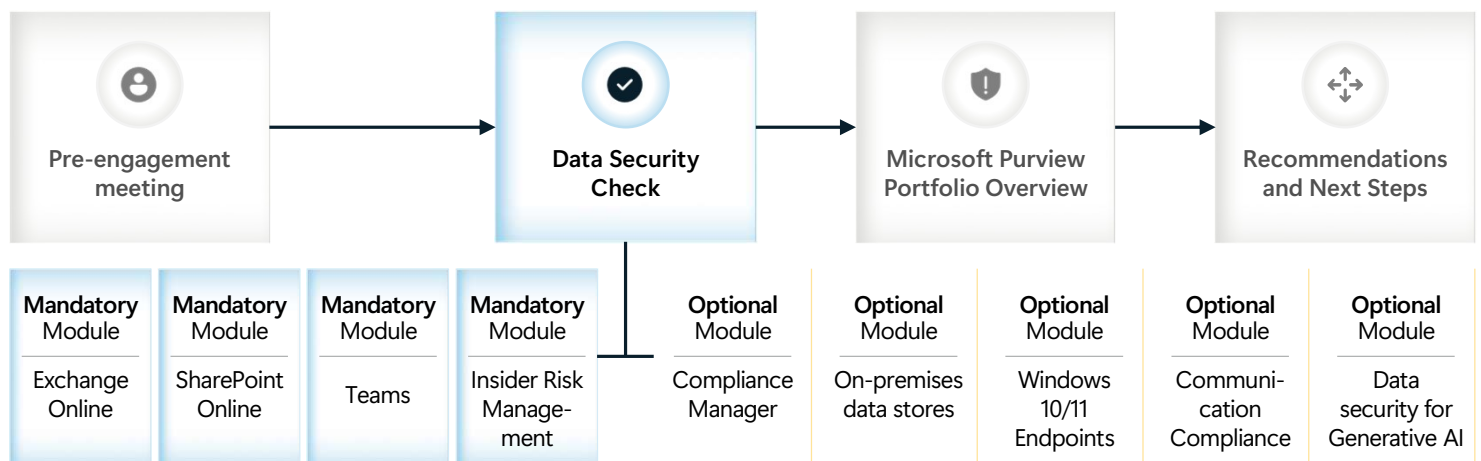 Pre-engagement
meeting
Data Security
Check
Microsoft Purview
Portfolio Overview
Recommendations
and Next Steps
Mandatory
Module
Exchange
Online
Mandatory
Module
SharePoint
Online
Mandatory
Module
Teams
Mandatory
Module
Insider Risk
Manage-
ment
Optional
Module
Compliance
Manager
Optional
Module
On-premises
data stores
Optional
Module
Windows
10/11
Endpoints
Optional
Module
Communi-
cation
Compliance
Optional
Module
Data
security for
Generative AI